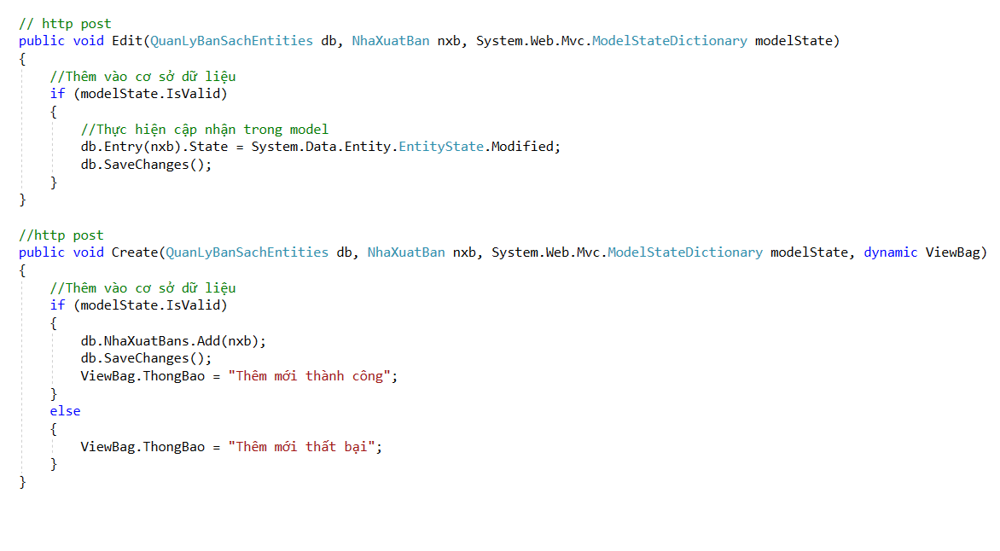 // http post
public void Edit(QuanLyBanSachEntities db, NhaXuatBan nxb, System.Web.Mvc.ModelStateDictionary modelState)
{
    //Thêm vào cơ sở dữ liệu
    if (modelState.IsValid)
    {
        //Thực hiện cập nhận trong model
        db.Entry(nxb).State = System.Data.Entity.EntityState.Modified;
        db.SaveChanges();
    }
}

//http post
public void Create(QuanLyBanSachEntities db, NhaXuatBan nxb, System.Web.Mvc.ModelStateDictionary modelState, dynamic ViewBag)
{
    //Thêm vào cơ sở dữ liệu
    if (modelState.IsValid)
    {
        db.NhaXuatBans.Add(nxb);
        db.SaveChanges();
        ViewBag.ThongBao = "Thêm mới thành công";
    }
    else
    {
        ViewBag.ThongBao = "Thêm mới thất bại";
    }
}